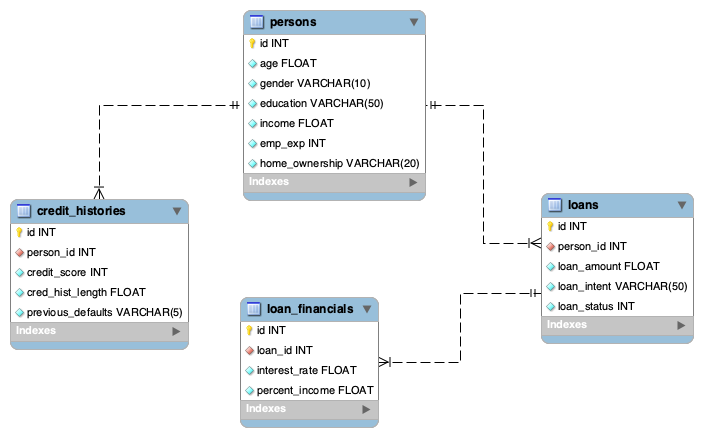 persons
id INT
age FLOAT
gender VARCHAR(10)
education VARCHAR(50)
income FLOAT
emp_exp INT
home_ownership VARCHAR(20)
Indexes
credit_histories
id INT
person_id INT
credit_score INT
cred_hist_length FLOAT
previous_defaults VARCHAR(5)
Indexes
loans
id INT
person_id INT
loan_amount FLOAT
loan_intent VARCHAR(50)
loan_status INT
Indexes
loan_financials
id INT
loan_id INT
interest_rate FLOAT
percent_income FLOAT
Indexes